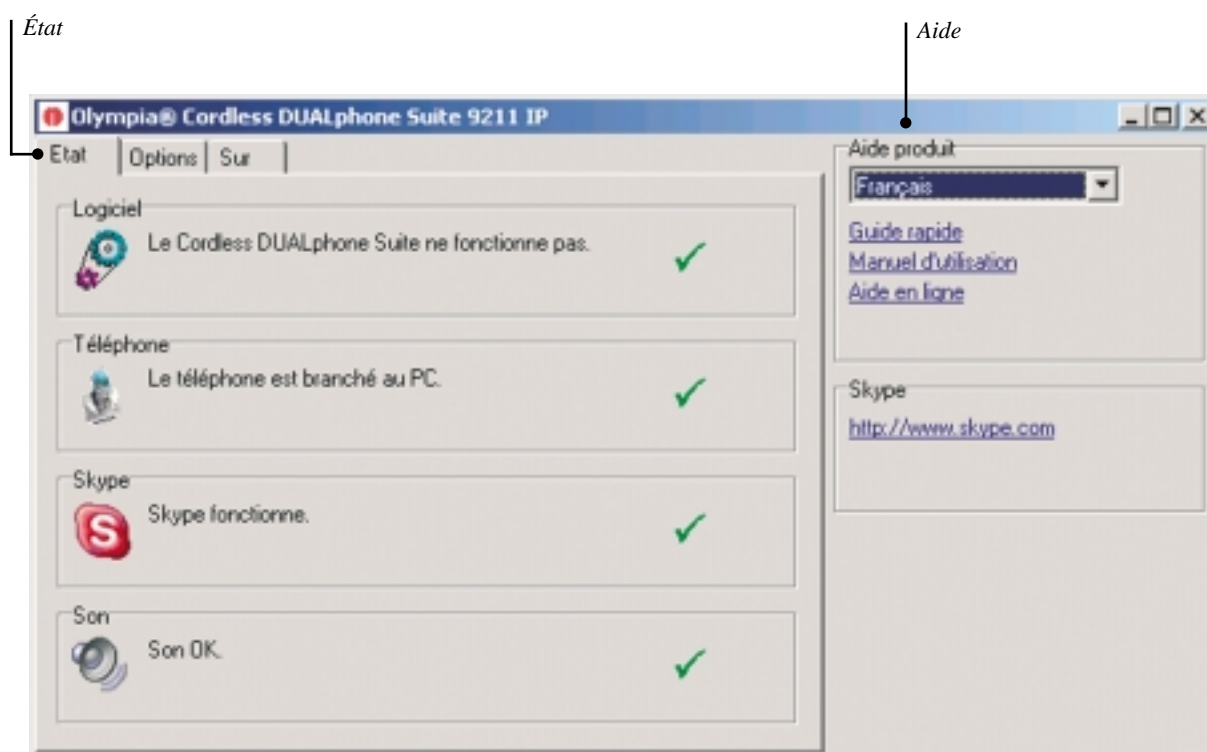 État
Aide
Olympia® Cordless DUALphone Suite 9211 IP
Etat
Options
Sur
Logiciel
Le Cordless DUALphone Suite ne fonctionne pas.
Téléphone
Le téléphone est branché au PC.
Skype
Skype fonctionne.
Son
Son OK.
Aide produit
Français
Guide rapide
Manuel d'utilisation
Aide en ligne
Skype
http://www.skype.com